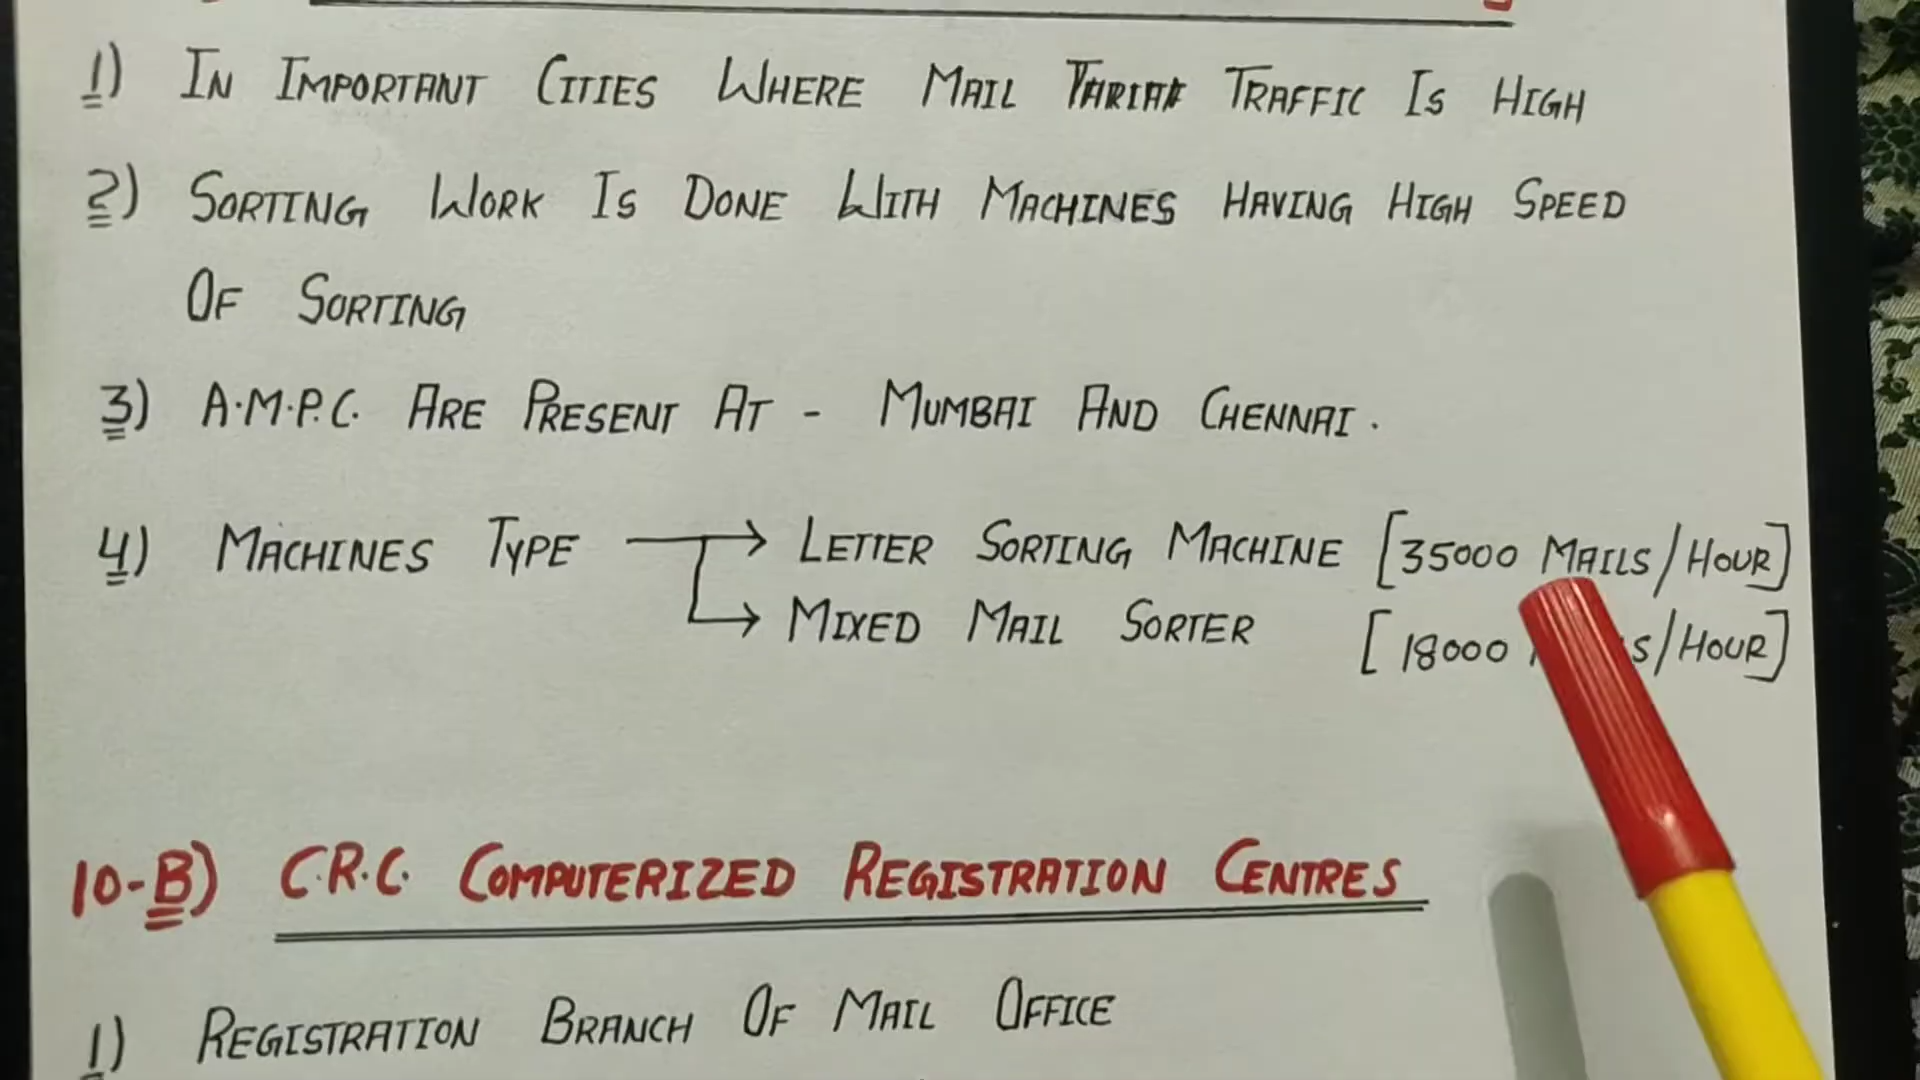 1) IN IMPORTANT CITIES WHERE MAIL TRAFFIC IS HIGH
2) SORTING WORK IS DONE WITH MACHINES HAVING HIGH SPEED
OF SORTING
3) A.M.P.C. ARE PRESENT AT - MUMBAI AND CHENNAI.
4) MACHINES TYPE → LETTER SORTING MACHINE [35000 MAILS/HOUR]
→ MIXED MAIL SORTER [18000 /HOUR]
10-B) C.R.C. COMPUTERIZED REGISTRATION CENTRES
1) REGISTRATION BRANCH OF MAIL OFFICE